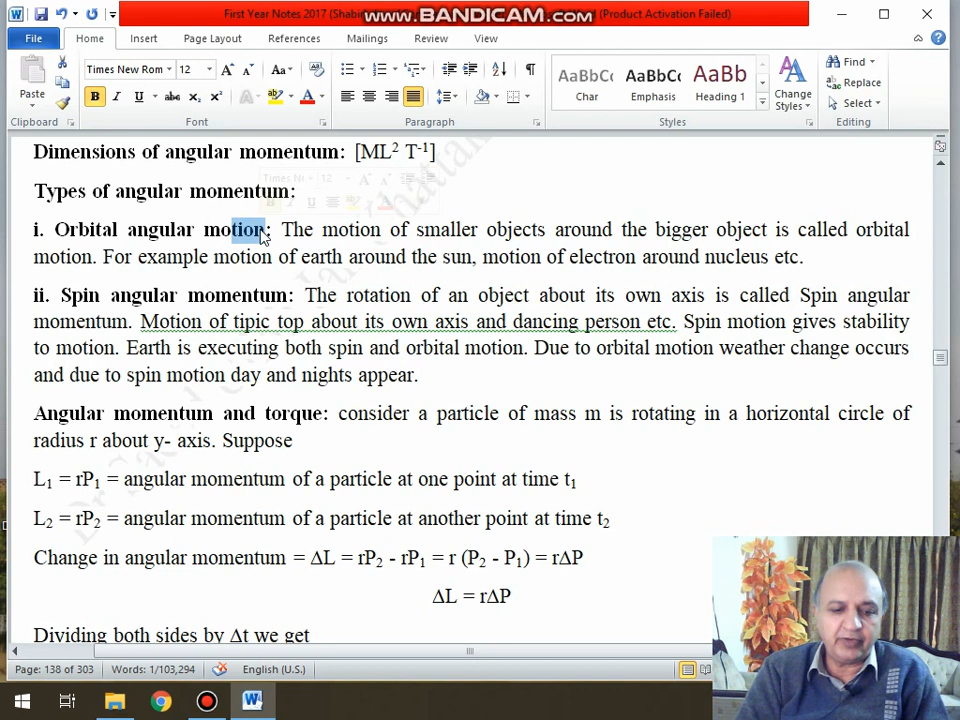 First Year Notes 2017 (Shabi
www.BANDICAM.com
(Product Activation Failed)
File Home Insert Page Layout References Mailings Review View
Times New Rom 12 Aa
Paste
B I U abc x₂ x² A A
AaBbCc AaBbCc AaBb
Char Emphasis Heading 1
Change Styles
Find
Replace
Select
Clipboard Font Paragraph Styles Editing
Dimensions of angular momentum: [ML² T⁻¹]
Types of angular momentum:
i. Orbital angular motion: The motion of smaller objects around the bigger object is called orbital
motion. For example motion of earth around the sun, motion of electron around nucleus etc.
ii. Spin angular momentum: The rotation of an object about its own axis is called Spin angular
momentum. Motion of tipic top about its own axis and dancing person etc. Spin motion gives stability
to motion. Earth is executing both spin and orbital motion. Due to orbital motion weather change occurs
and due to spin motion day and nights appear.
Angular momentum and torque: consider a particle of mass m is rotating in a horizontal circle of
radius r about y- axis. Suppose
L₁ = rP₁ = angular momentum of a particle at one point at time t₁
L₂ = rP₂ = angular momentum of a particle at another point at time t₂
Change in angular momentum = ΔL = rP₂ - rP₁ = r (P₂ - P₁) = rΔP
ΔL = rΔP
Dividing both sides by Δt we get
Page: 138 of 303 Words: 1/103,294 English (U.S.)